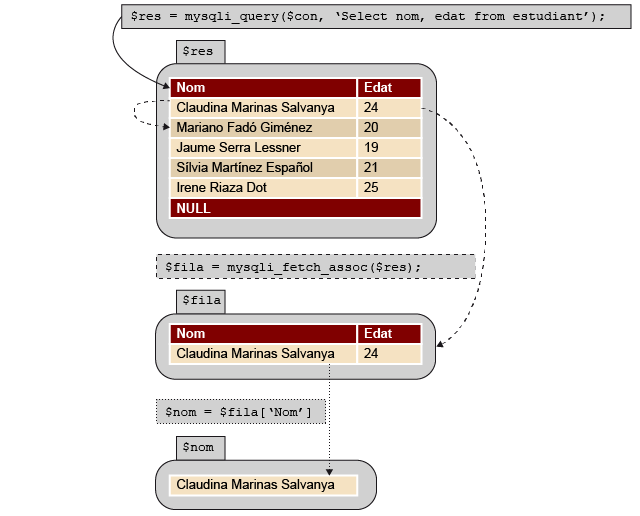 $res = mysqli_query($con, ‘Select nom, edat from estudiant’);
$res
Nom Edat
Claudina Marinas Salvanya 24
Mariano Fadó Giménez 20
Jaume Serra Lessner 19
Sílvia Martínez Español 21
Irene Riaza Dot 25
NULL
$fila = mysqli_fetch_assoc($res);
$fila
Nom Edat
Claudina Marinas Salvanya 24
$nom = $fila[‘Nom’]
$nom
Claudina Marinas Salvanya